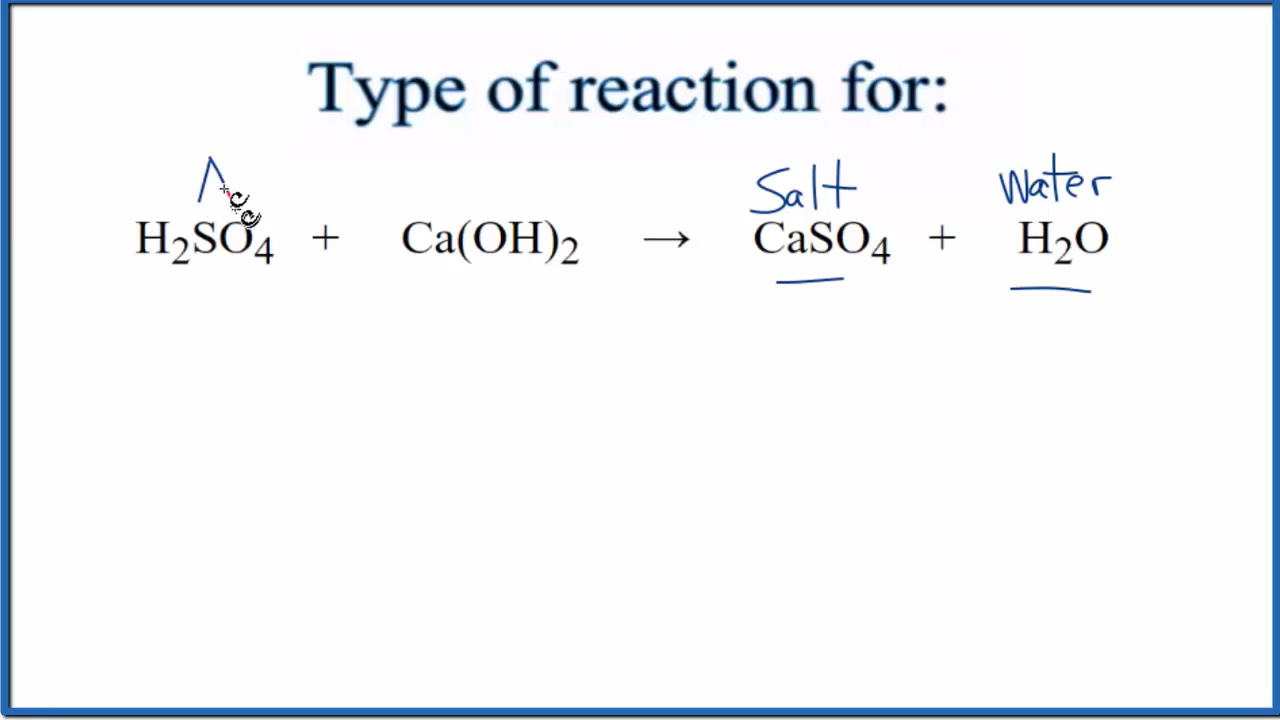 Type of reaction for:
A Salt Water
H₂SO₄ + Ca(OH)₂ → CaSO₄ + H₂O